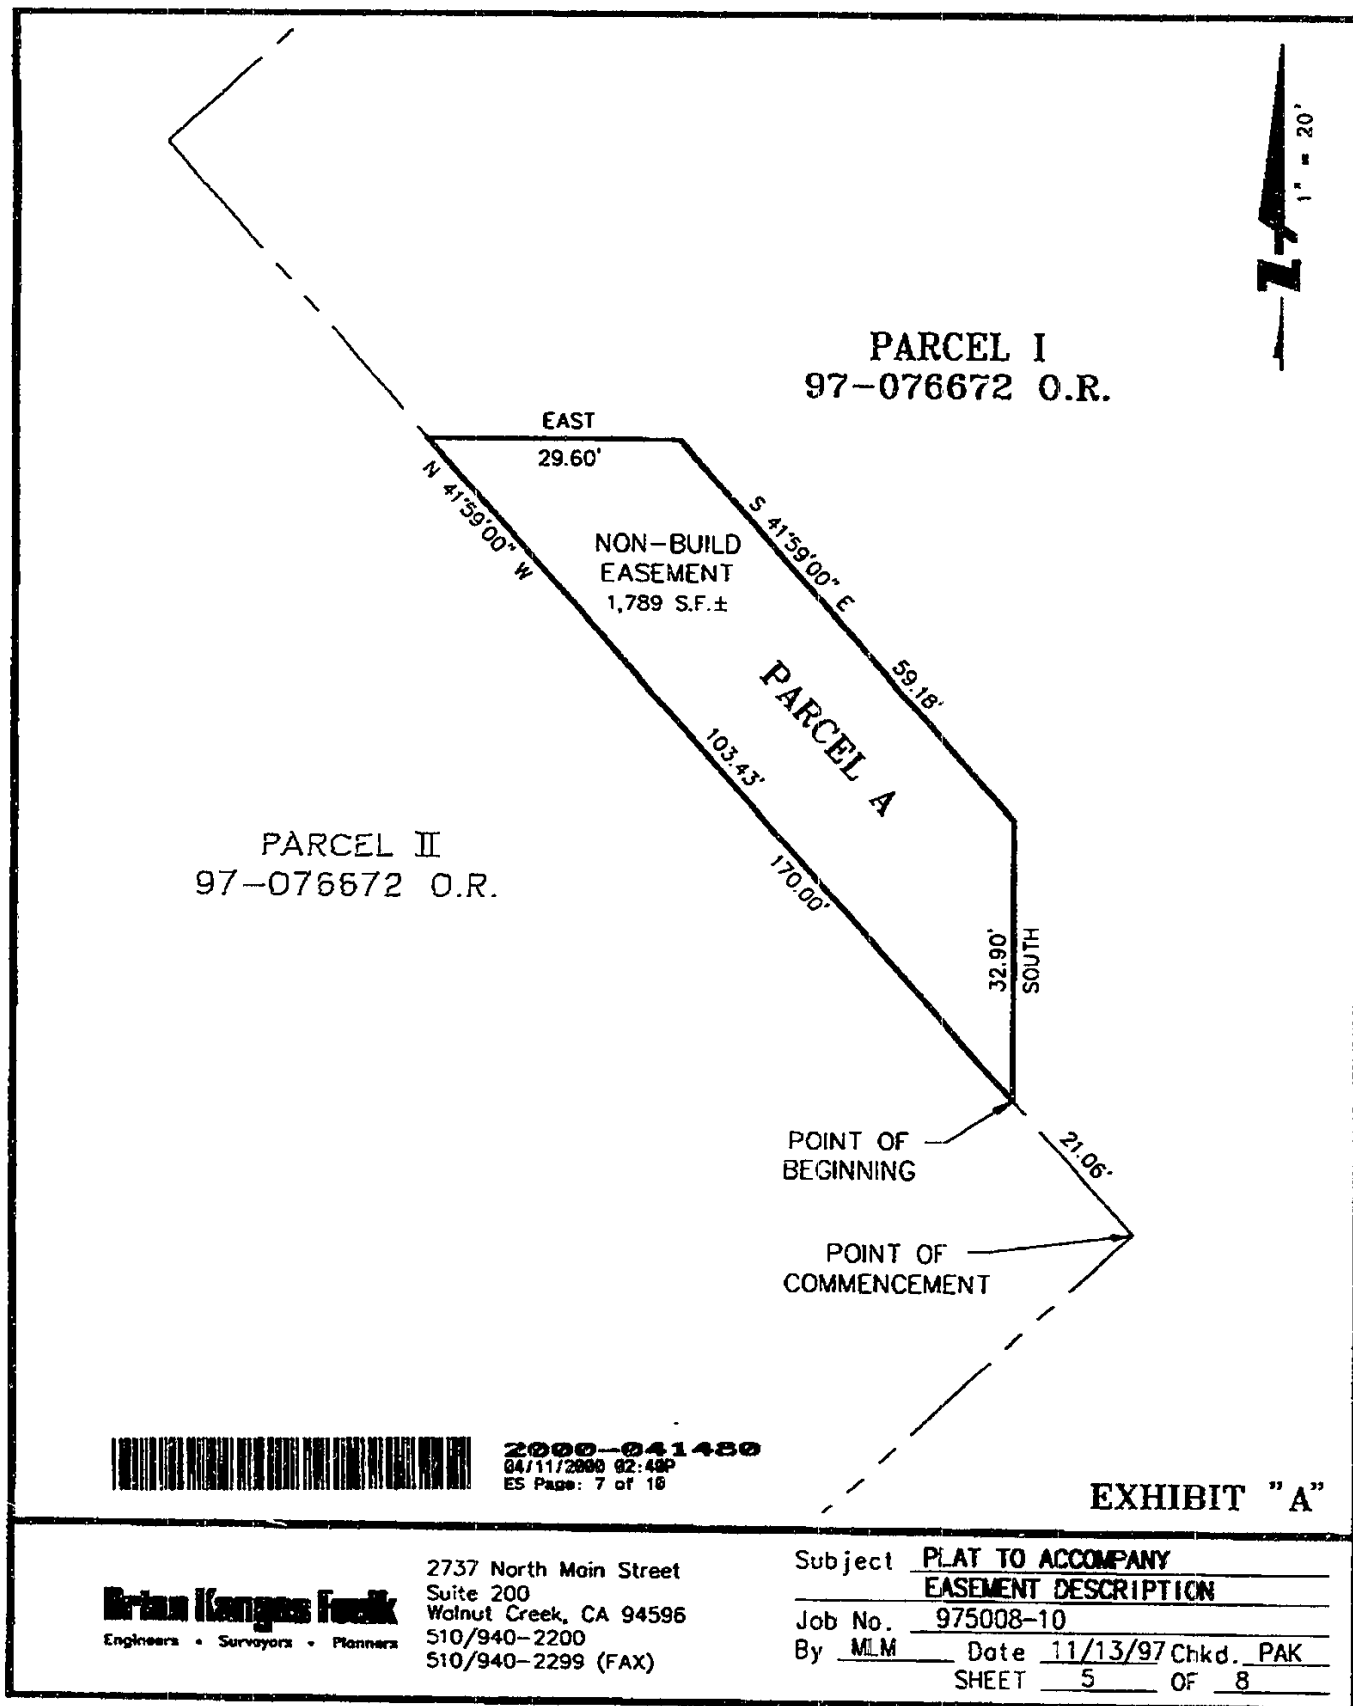 1" = 20'
PARCEL I
97-076672 O.R.
EAST
29.60'
N 41°59'00" W
S 41°59'00" E
NON-BUILD
EASEMENT
1,789 S.F.±
59.18'
PARCEL A
103.43'
170.00'
PARCEL II
97-076672 O.R.
32.90'
SOUTH
POINT OF
BEGINNING
21.06'
POINT OF
COMMENCEMENT
2000-041480
04/11/2000 02:40P
ES Page: 7 of 10
EXHIBIT "A"
Brian Kangas Foulk
Engineers • Surveyors • Planners
2737 North Main Street
Suite 200
Walnut Creek, CA 94596
510/940-2200
510/940-2299 (FAX)
Subject PLAT TO ACCOMPANY
EASEMENT DESCRIPTION
Job No. 975008-10
By MLM Date 11/13/97 Chkd. PAK
SHEET 5 OF 8